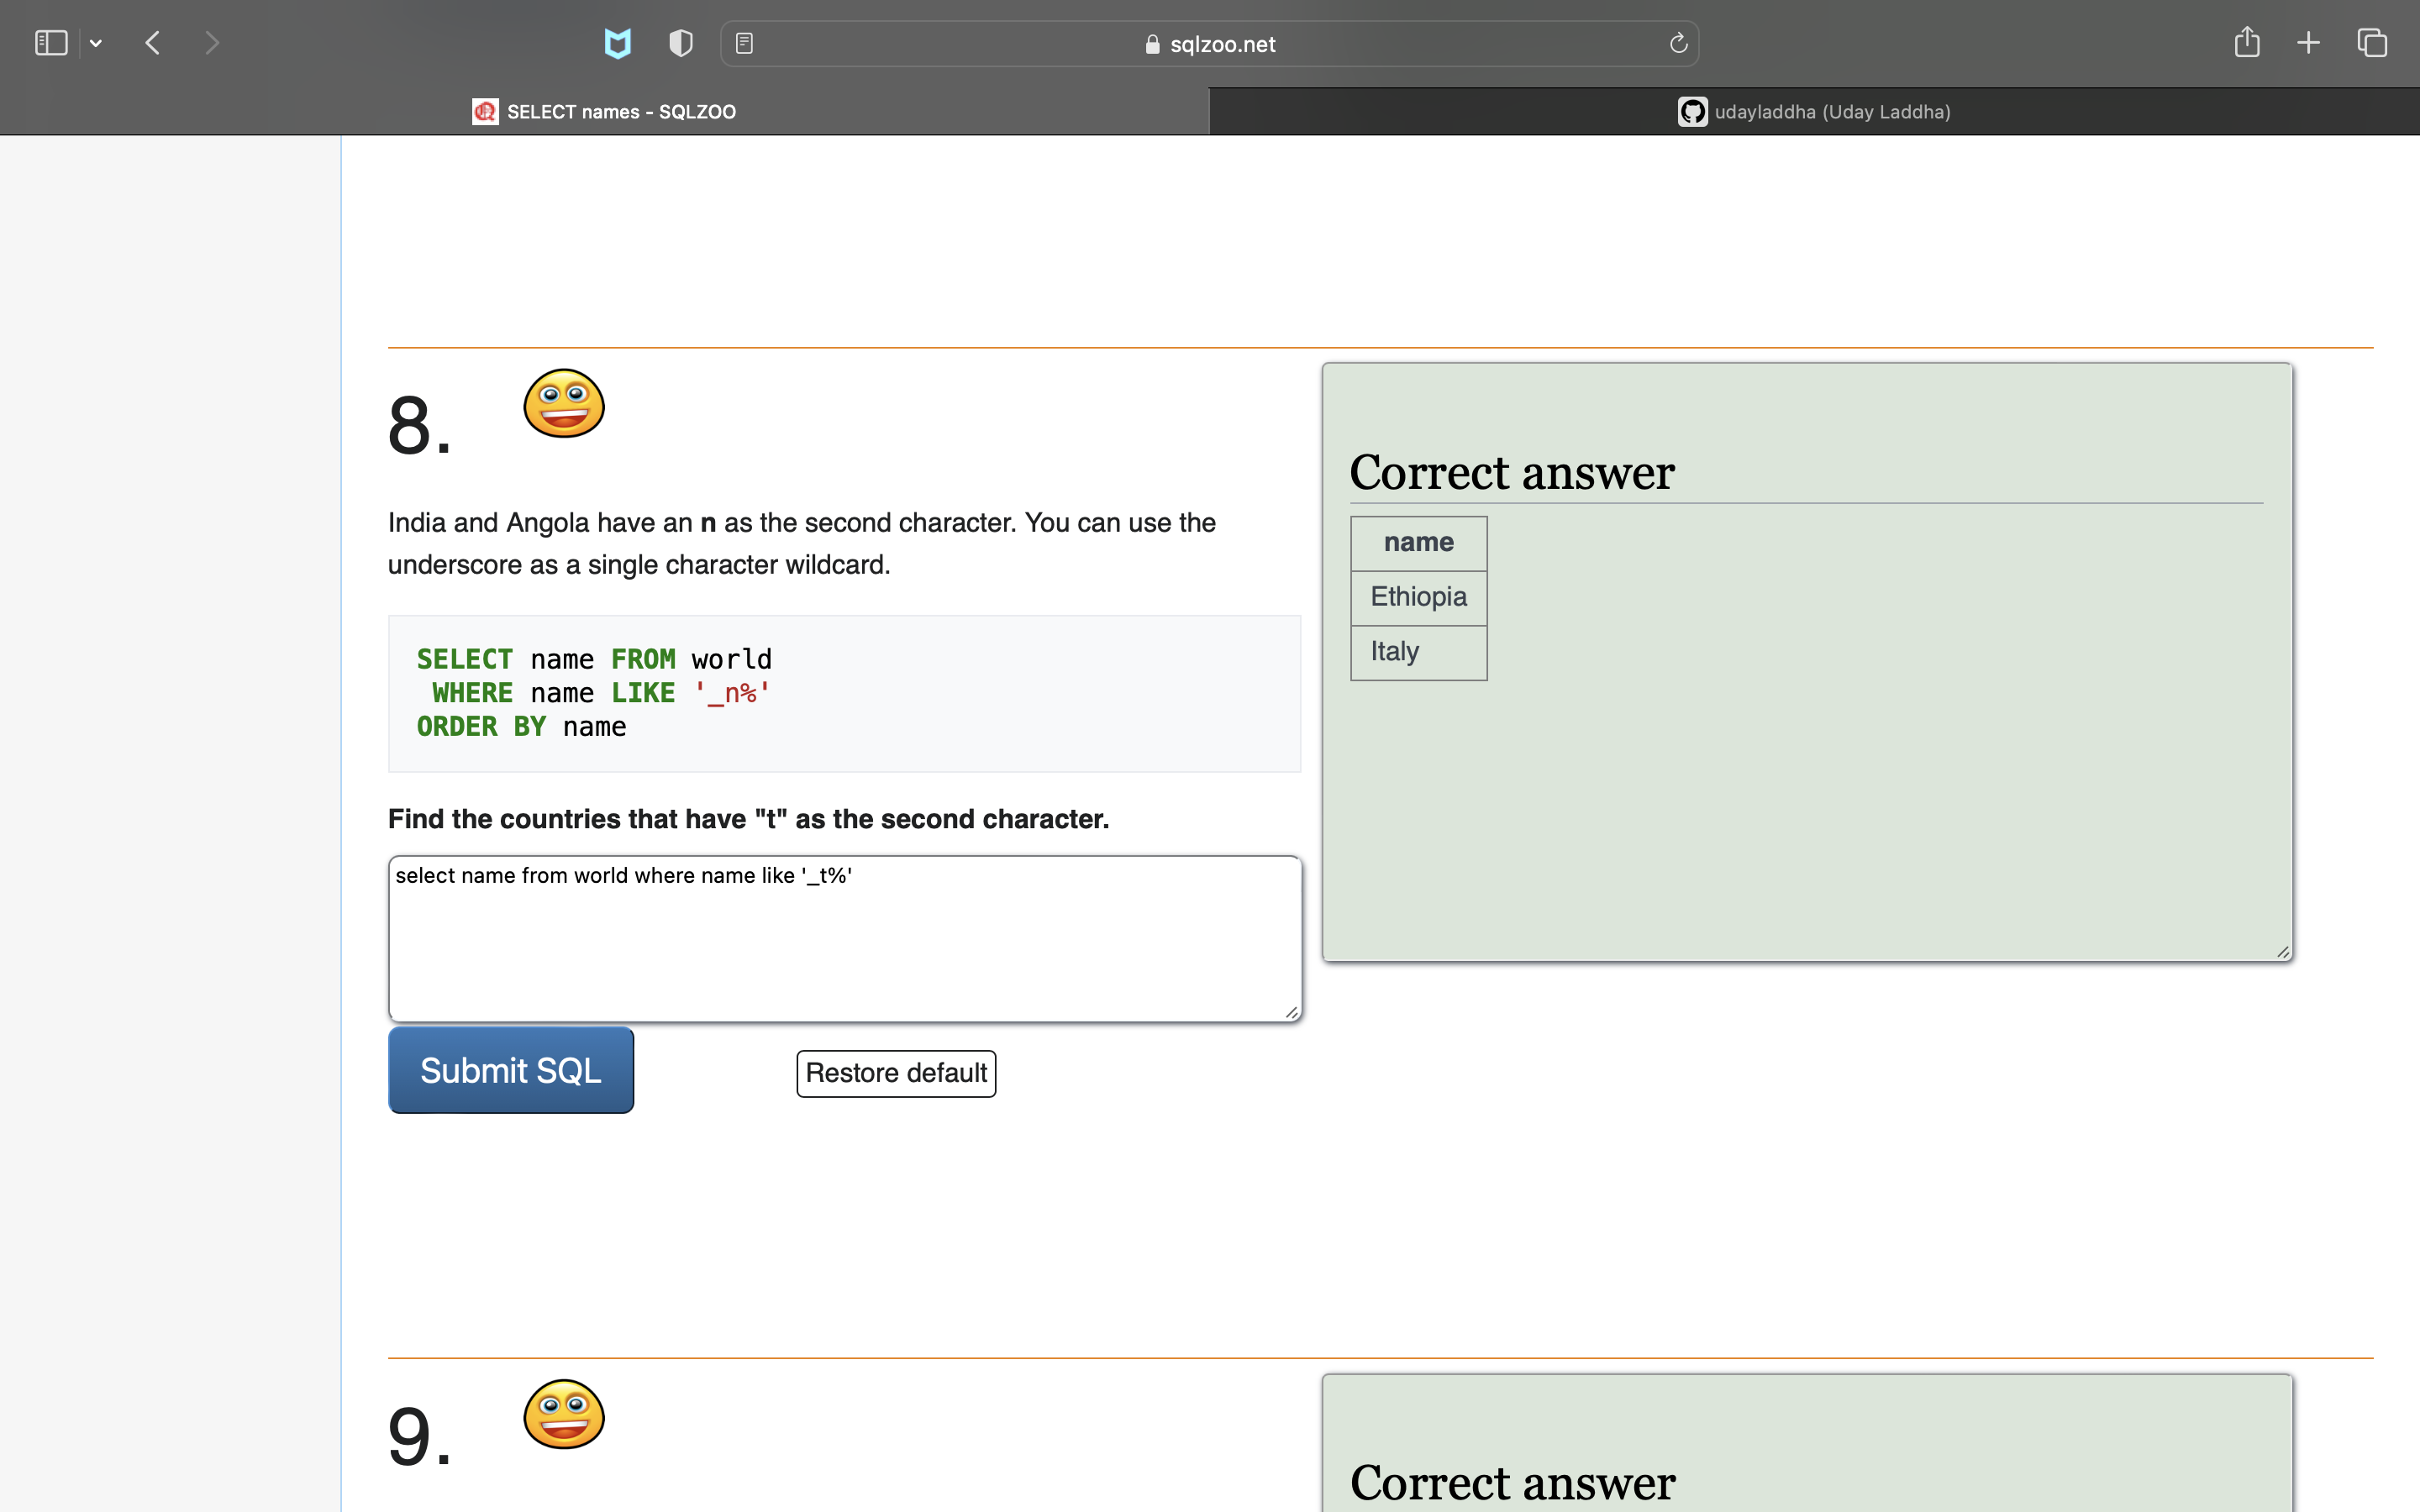 sqlzoo.net
SELECT names - SQLZOO
udayladdha (Uday Laddha)
8.
India and Angola have an n as the second character. You can use the
underscore as a single character wildcard.
SELECT name FROM world
WHERE name LIKE '_n%'
ORDER BY name
Find the countries that have "t" as the second character.
select name from world where name like '_t%'
Submit SQL
Restore default
Correct answer
name
Ethiopia
Italy
9.
Correct answer